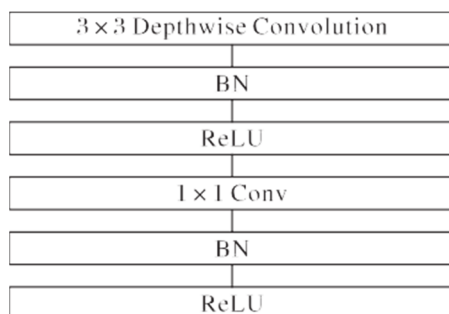 3 × 3 Depthwise Convolution
BN
ReLU
1 × 1 Conv
BN
ReLU